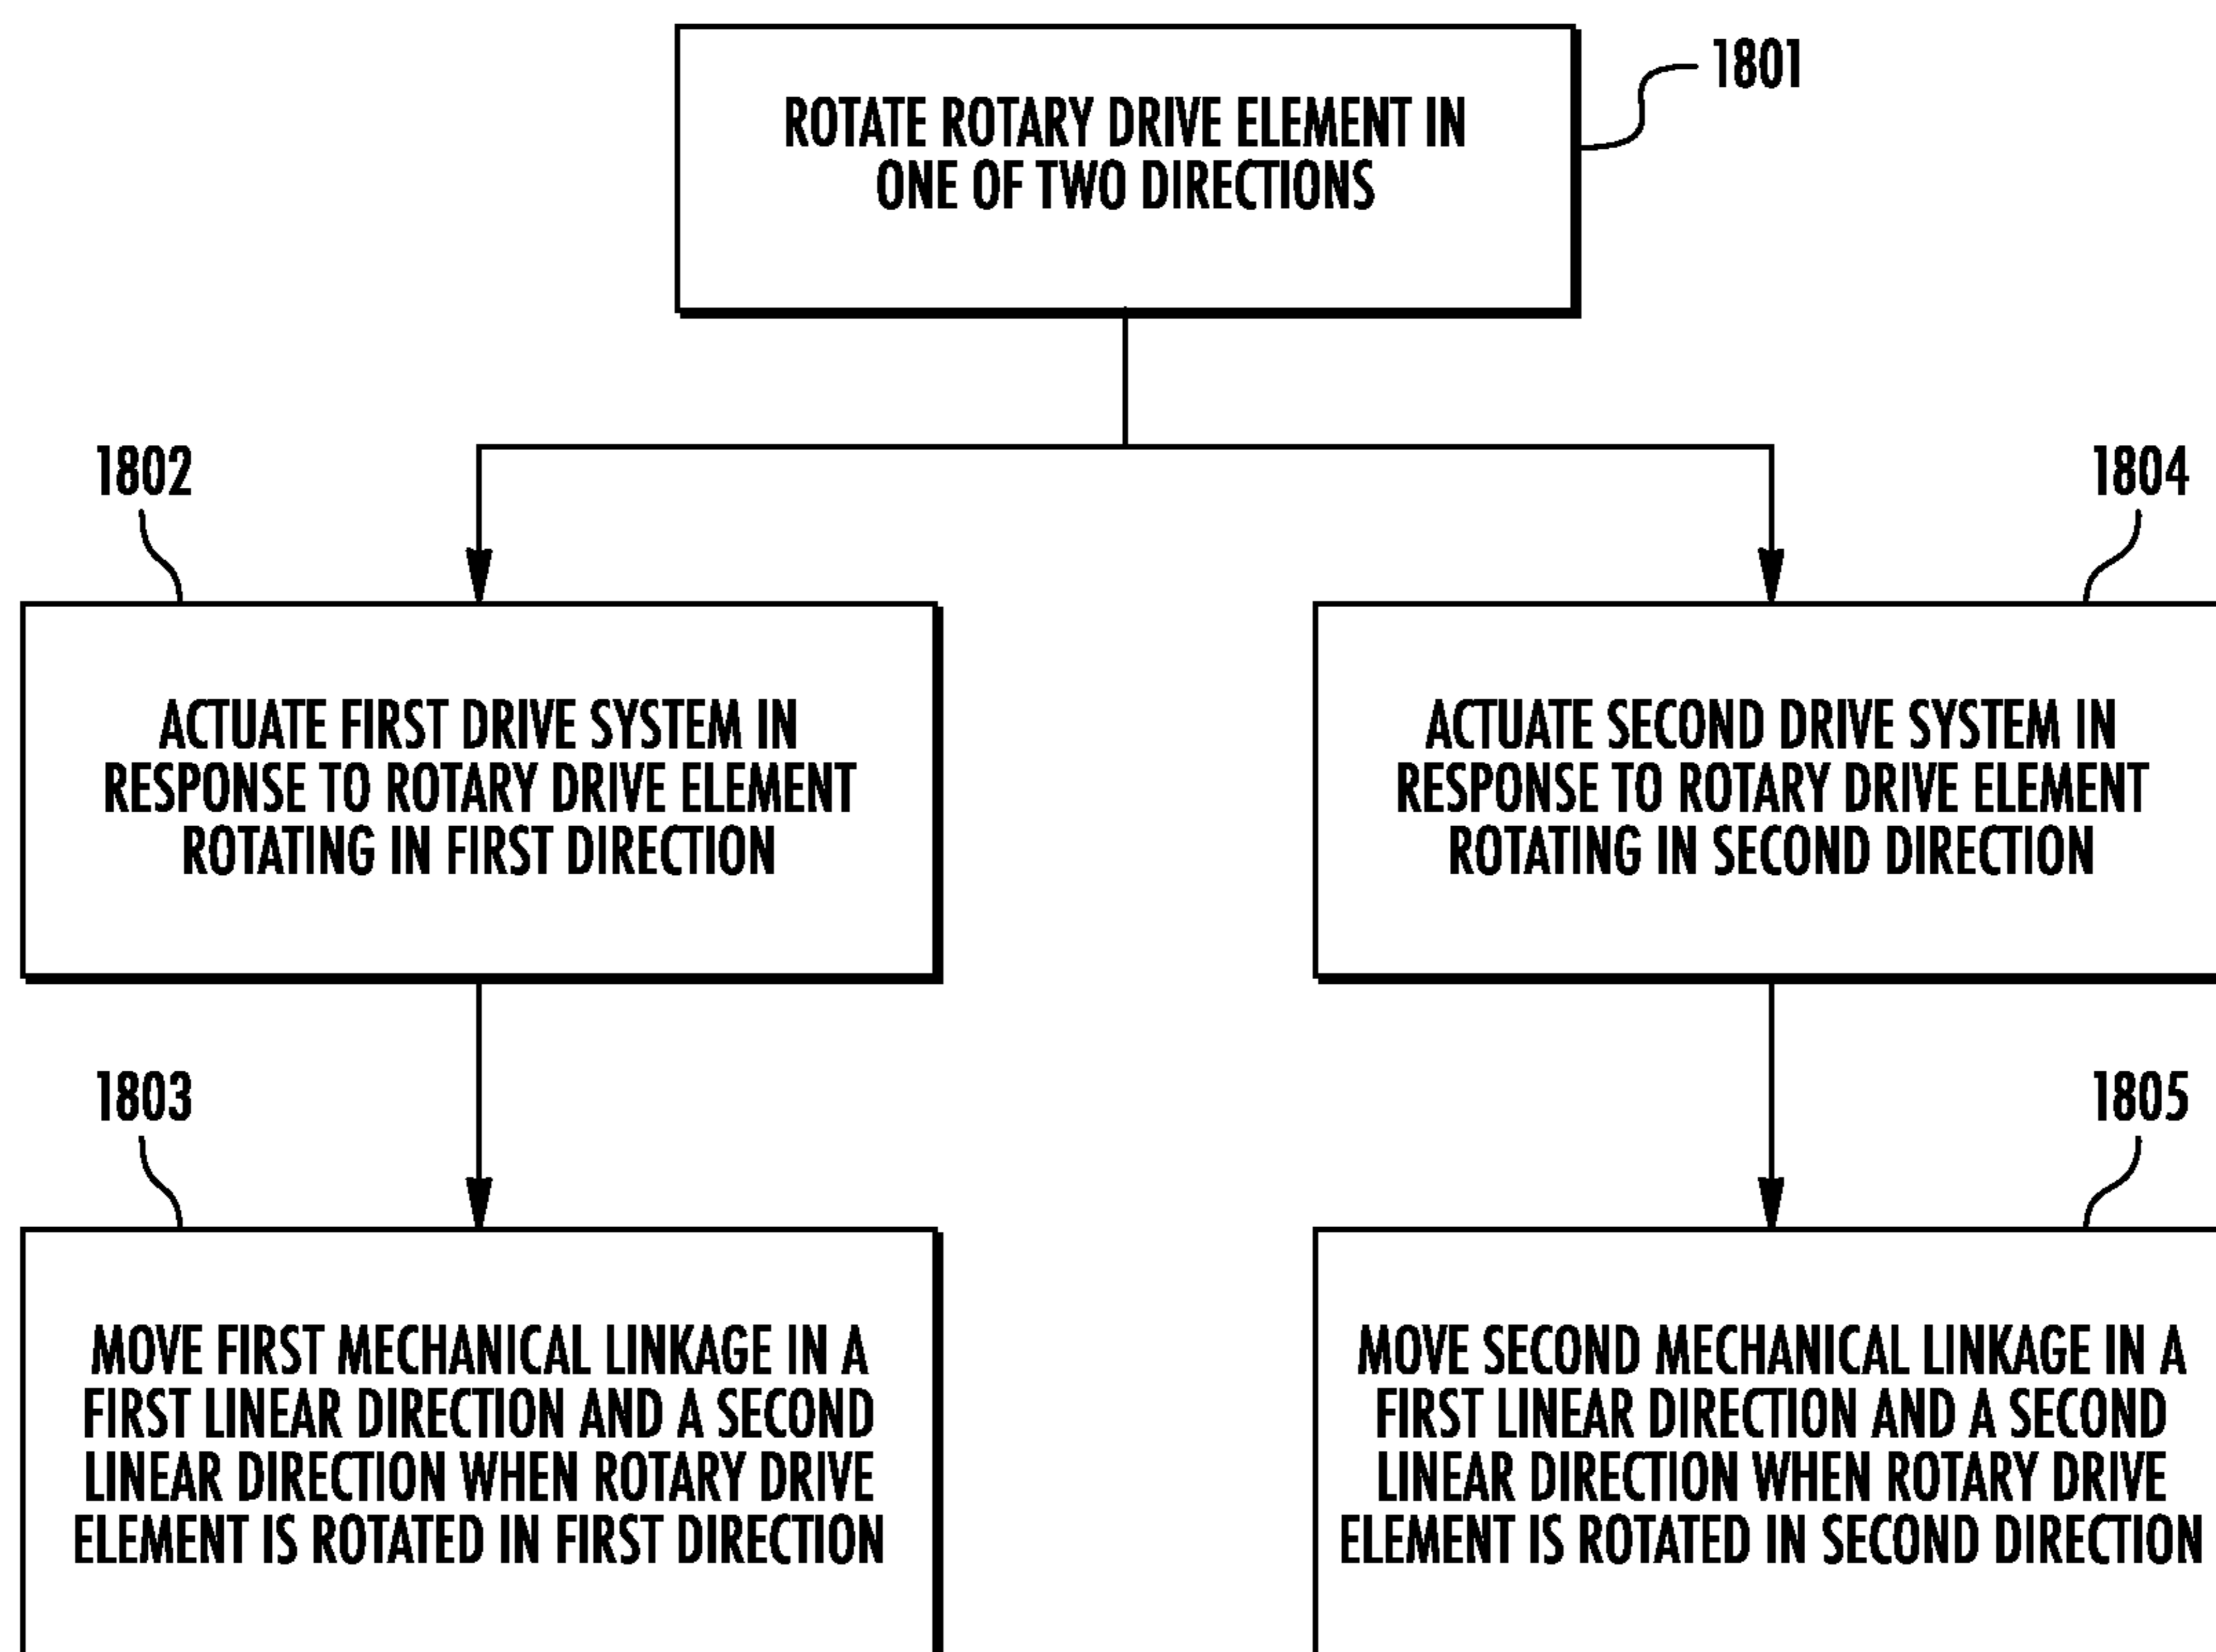 ROTATE ROTARY DRIVE ELEMENT IN
ONE OF TWO DIRECTIONS
1801
1802
ACTUATE FIRST DRIVE SYSTEM IN
RESPONSE TO ROTARY DRIVE ELEMENT
ROTATING IN FIRST DIRECTION
1804
ACTUATE SECOND DRIVE SYSTEM IN
RESPONSE TO ROTARY DRIVE ELEMENT
ROTATING IN SECOND DIRECTION
1803
MOVE FIRST MECHANICAL LINKAGE IN A
FIRST LINEAR DIRECTION AND A SECOND
LINEAR DIRECTION WHEN ROTARY DRIVE
ELEMENT IS ROTATED IN FIRST DIRECTION
1805
MOVE SECOND MECHANICAL LINKAGE IN A
FIRST LINEAR DIRECTION AND A SECOND
LINEAR DIRECTION WHEN ROTARY DRIVE
ELEMENT IS ROTATED IN SECOND DIRECTION